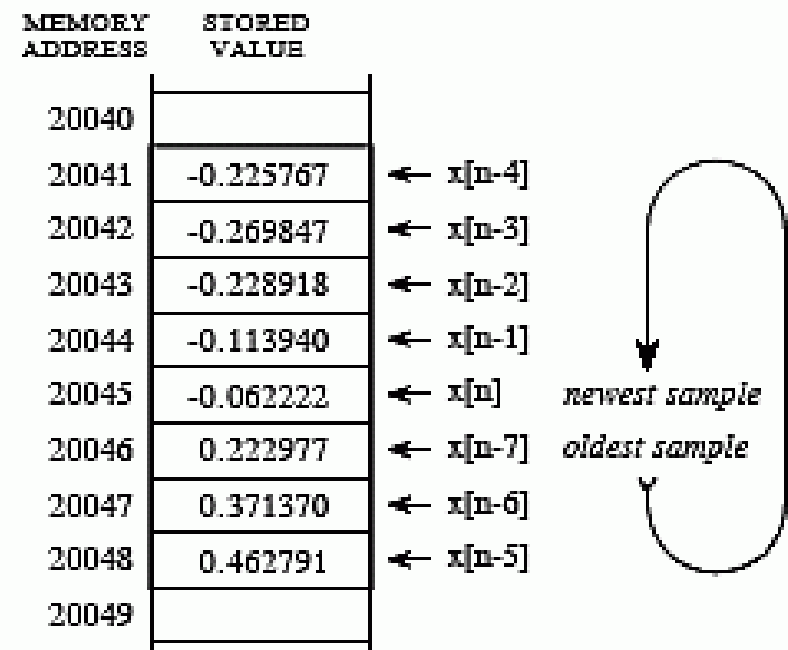 MEMORY ADDRESS STORED VALUE
20040
20041 -0.225767 x[n-4]
20042 -0.269847 x[n-3]
20043 -0.228918 x[n-2]
20044 -0.113940 x[n-1]
20045 -0.062222 x[n] newest sample
20046 0.222977 x[n-7] oldest sample
20047 0.371370 x[n-6]
20048 0.462791 x[n-5]
20049